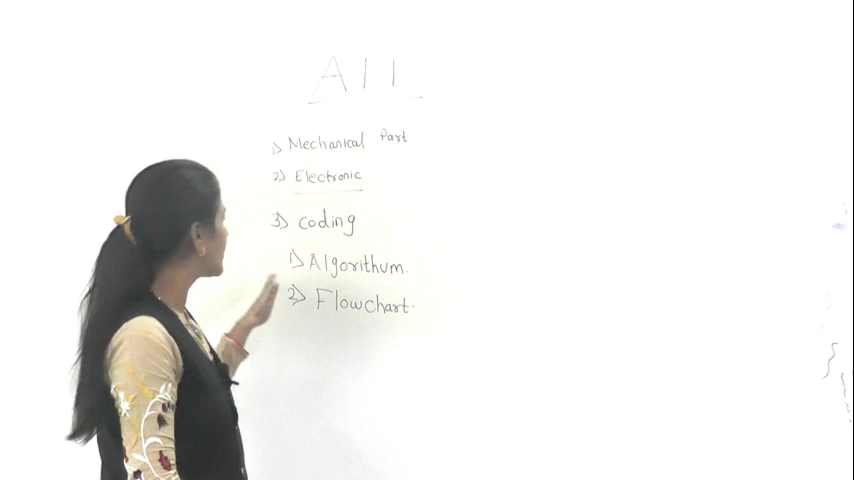 AIL
1) Mechanical Part
2) Electronic
3) Coding
1) Algorithum.
2) Flowchart.